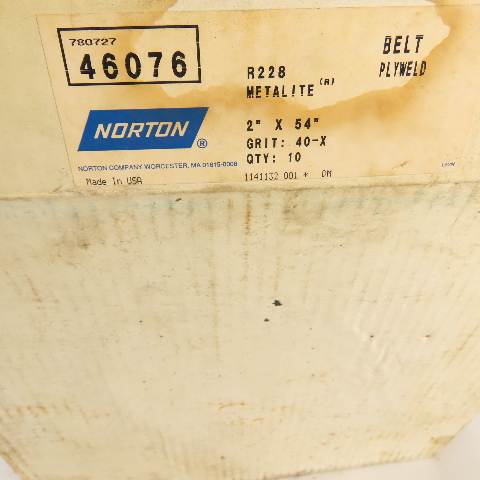 780727
46076
R228
METALITE (R)
BELT
PLYWELD
NORTON ®
2" X 54"
GRIT: 40-X
QTY: 10
NORTON COMPANY WORCESTER, MA 01615-0008
Made in USA
1141132 001 * DM